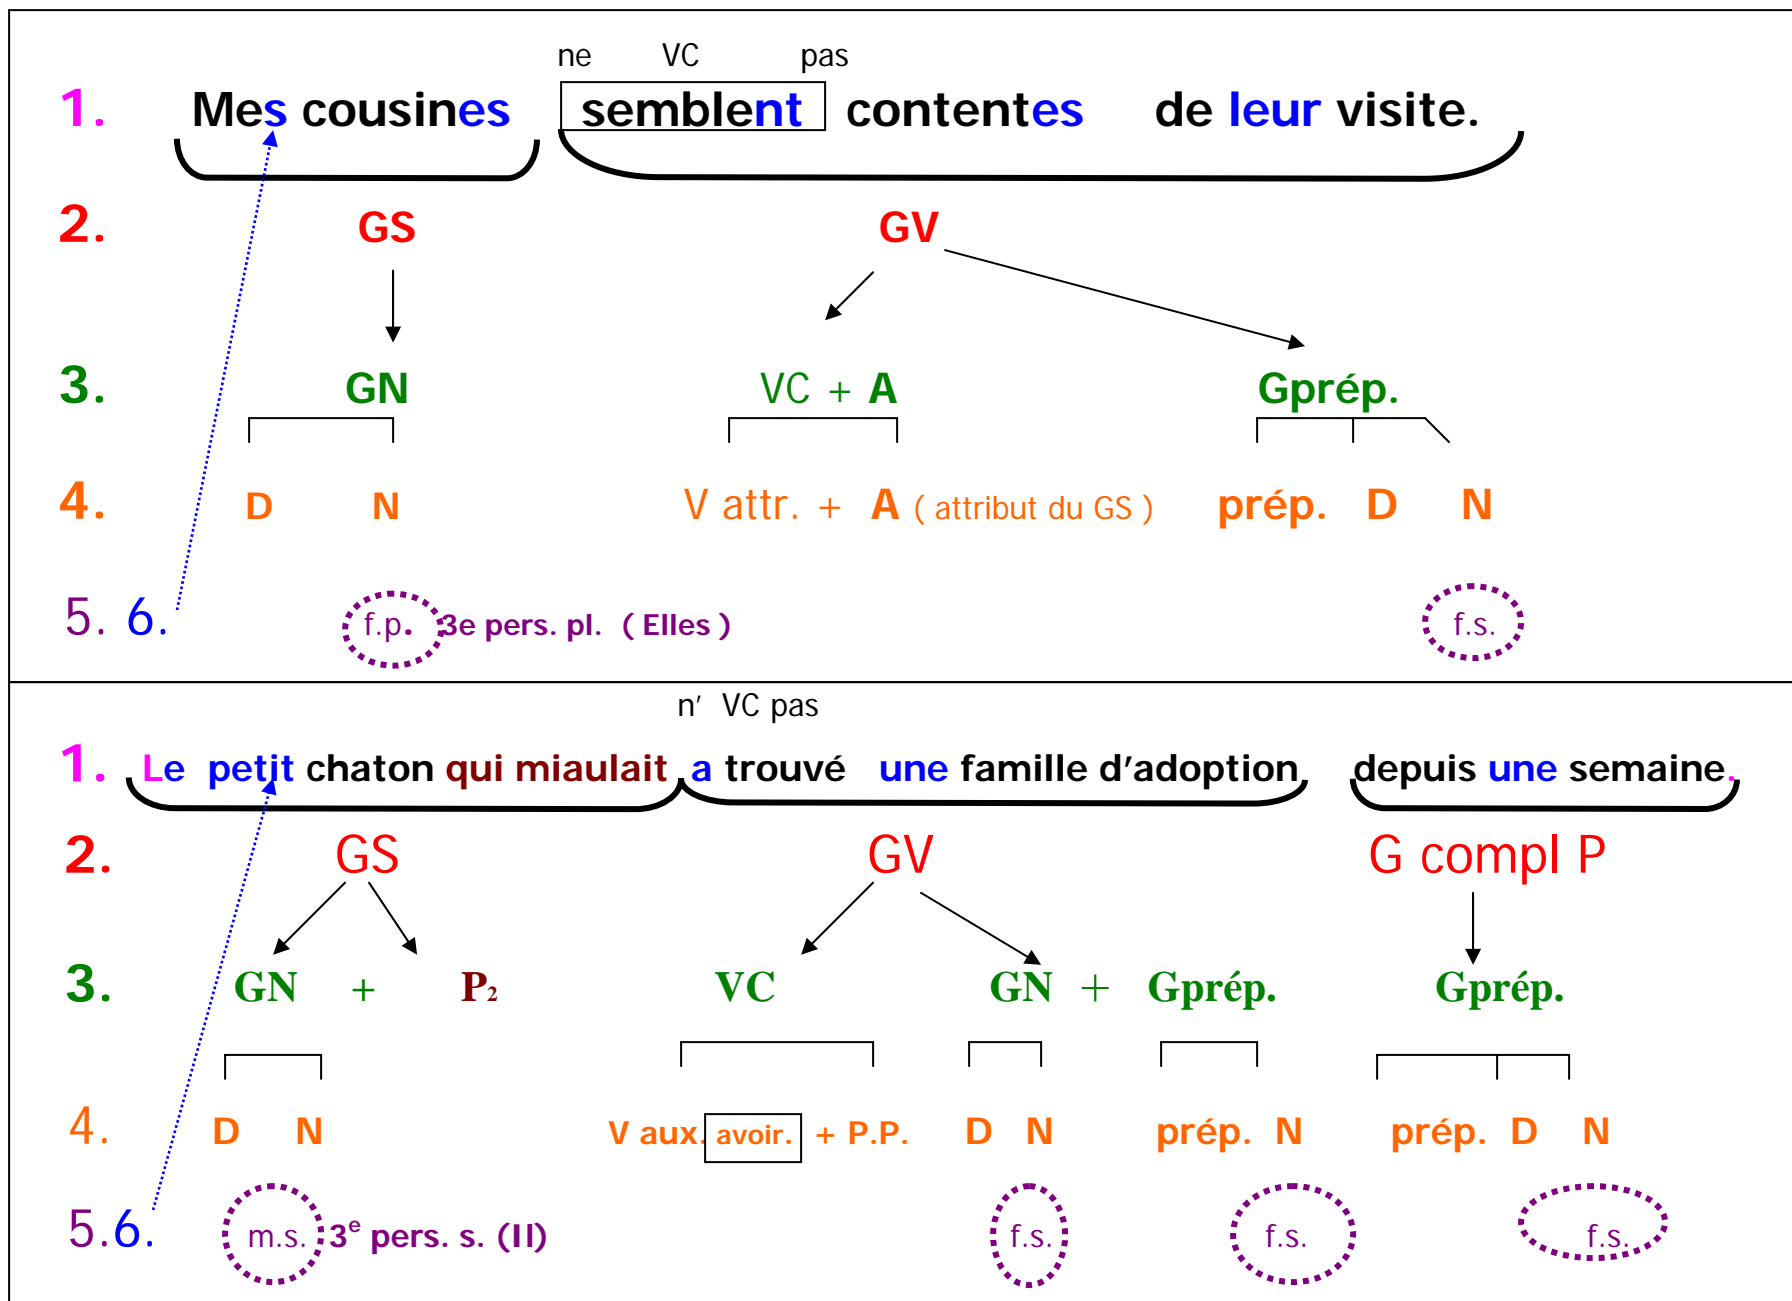 ne VC pas
1. Mes cousines semblent contentes de leur visite.
2. GS GV
3. GN VC + A Gprép.
4. D N V attr. + A ( attribut du GS ) prép. D N
5. 6. f.p. 3e pers. pl. ( Elles ) f.s.
n' VC pas
1. Le petit chaton qui miaulait a trouvé une famille d'adoption depuis une semaine.
2. GS GV G compl P
3. GN + P2 VC GN + Gprép. Gprép.
4. D N V aux. avoir. + P.P. D N prép. N prép. D N
5.6. m.s. 3e pers. s. (Il) f.s. f.s. f.s.